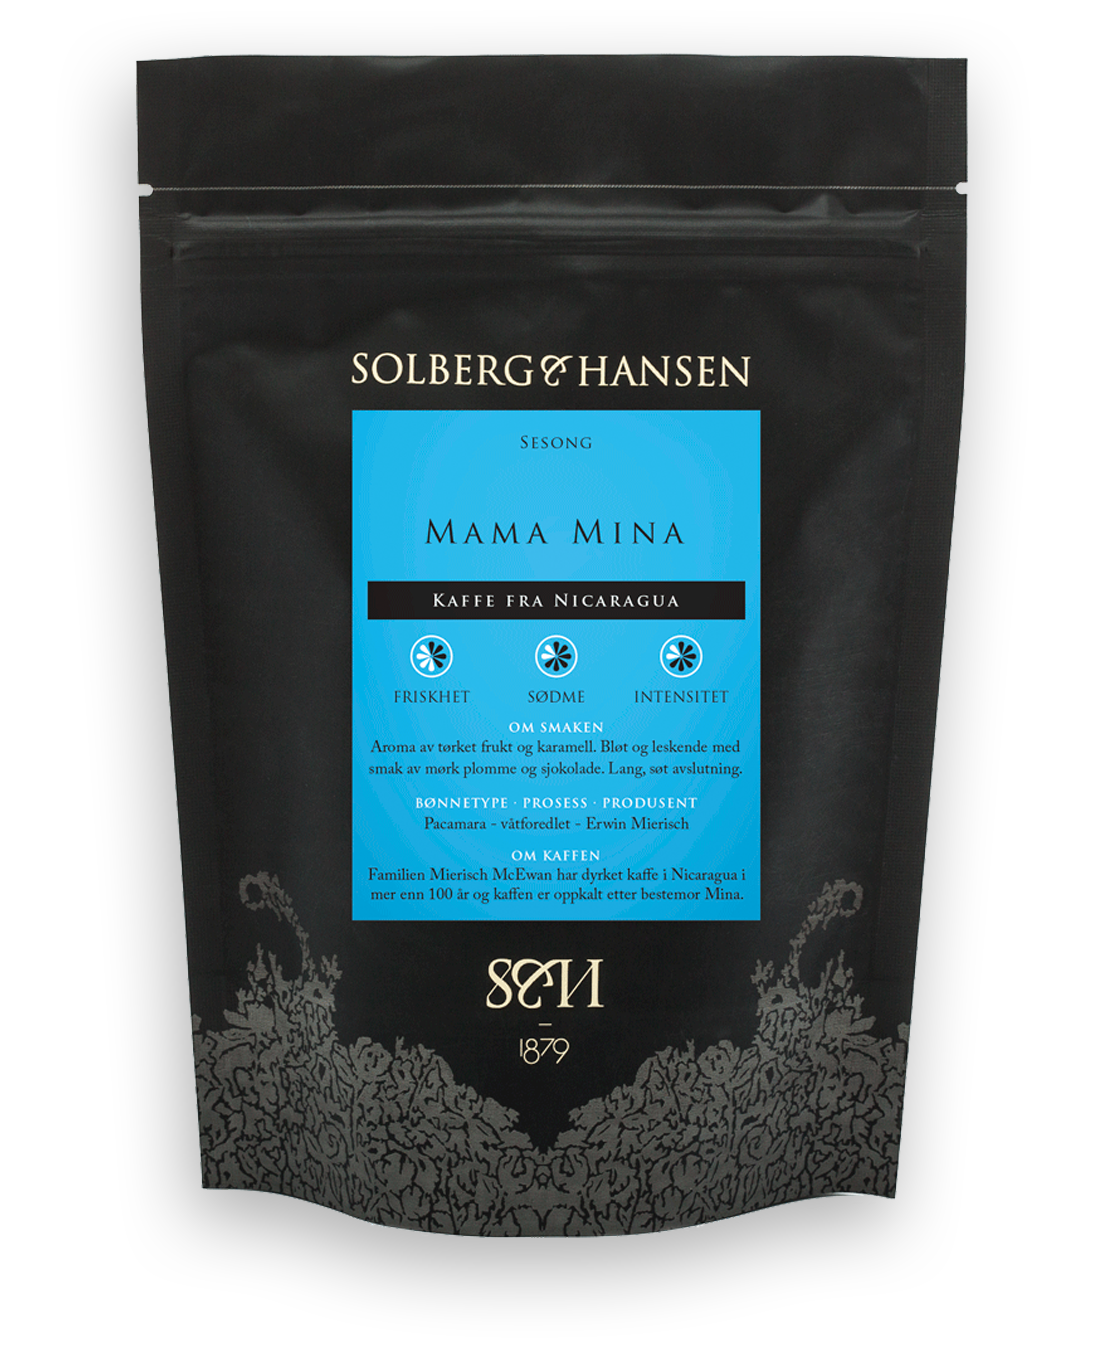 SOLBERG & HANSEN
SESONG
MAMA MINA
KAFFE FRA NICARAGUA
FRISKHET SØDME INTENSITET
OM SMAKEN
Aroma av tørket frukt og karamell. Bløt og leskende med
smak av mørk plomme og sjokolade. Lang, søt avslutning.
BØNNETYPE · PROSESS · PRODUSENT
Pacamara - våtforedlet - Erwin Mierisch
OM KAFFEN
Familien Mierisch McEwan har dyrket kaffe i Nicaragua i
mer enn 100 år og kaffen er oppkalt etter bestemor Mina.
S&H
1879